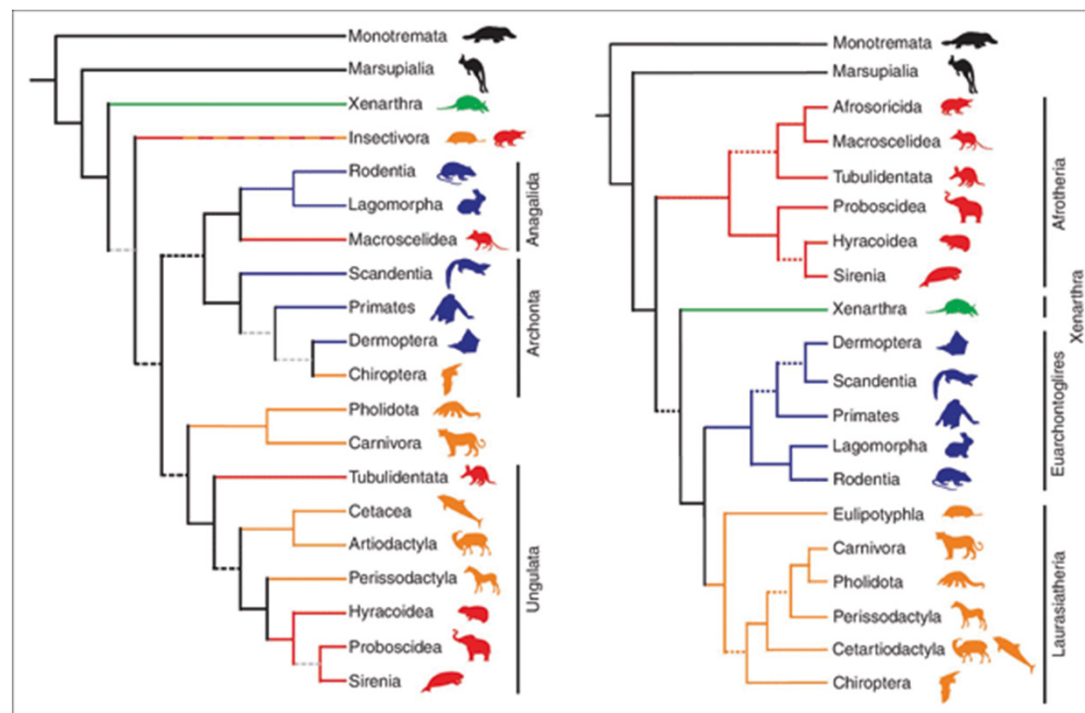 Monotremata
Marsupialia
Xenarthra
Insectivora
Rodentia
Lagomorpha
Macroscelidea
Anagalida
Scandentia
Primates
Dermoptera
Chiroptera
Archonta
Pholidota
Carnivora
Tubulidentata
Cetacea
Artiodactyla
Perissodactyla
Hyracoidea
Proboscidea
Sirenia
Ungulata
Monotremata
Marsupialia
Afrosoricida
Macroscelidea
Tubulidentata
Proboscidea
Hyracoidea
Sirenia
Afrotheria
Xenarthra
Xenarthra
Dermoptera
Scandentia
Primates
Lagomorpha
Rodentia
Euarchontoglires
Eulipotyphla
Carnivora
Pholidota
Perissodactyla
Cetartiodactyla
Chiroptera
Laurasiatheria